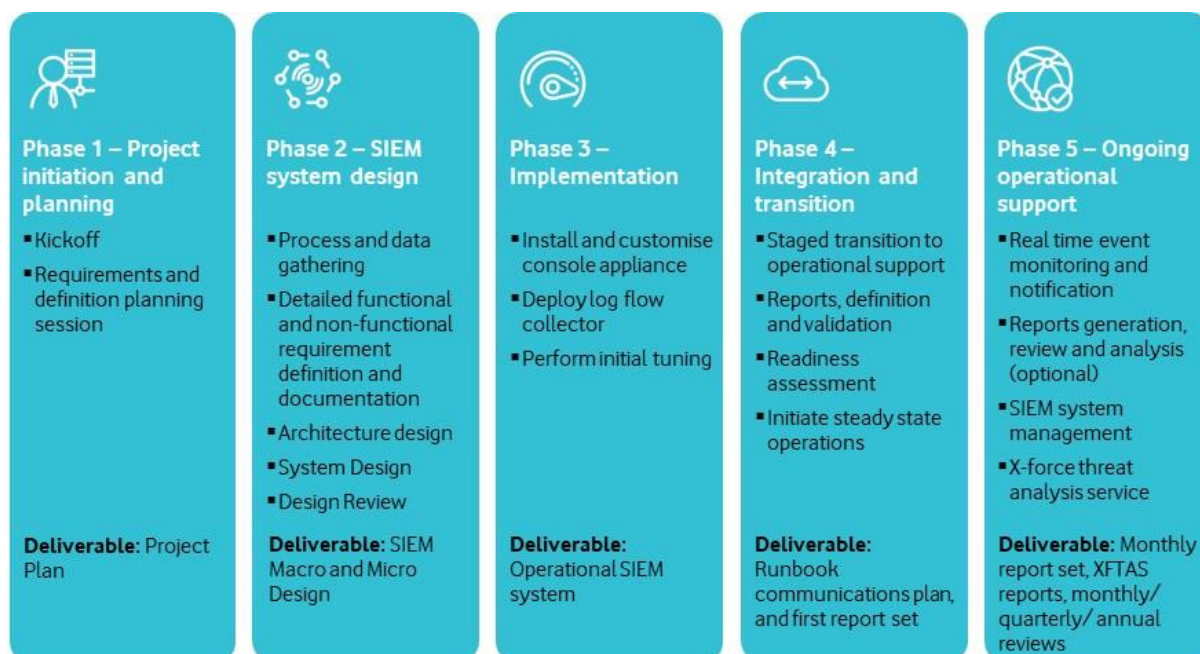 Phase 1 – Project
initiation and
planning
▪Kickoff
▪Requirements and
definition planning
session
Deliverable: Project
Plan
Phase 2 – SIEM
system design
▪Process and data
gathering
▪Detailed functional
and non-functional
requirement
definition and
documentation
▪Architecture design
▪System Design
▪Design Review
Deliverable: SIEM
Macro and Micro
Design
Phase 3 –
Implementation
▪Install and customise
console appliance
▪Deploy log flow
collector
▪Perform initial tuning
Deliverable:
Operational SIEM
system
Phase 4 –
Integration and
transition
▪Staged transition to
operational support
▪Reports, definition
and validation
▪Readiness
assessment
▪Initiate steady state
operations
Deliverable:
Runbook
communications plan,
and first report set
Phase 5 – Ongoing
operational
support
▪Real time event
monitoring and
notification
▪Reports generation,
review and analysis
(optional)
▪SIEM system
management
▪X-force threat
analysis service
Deliverable: Monthly
report set, XFTAS
reports, monthly/
quarterly/ annual
reviews